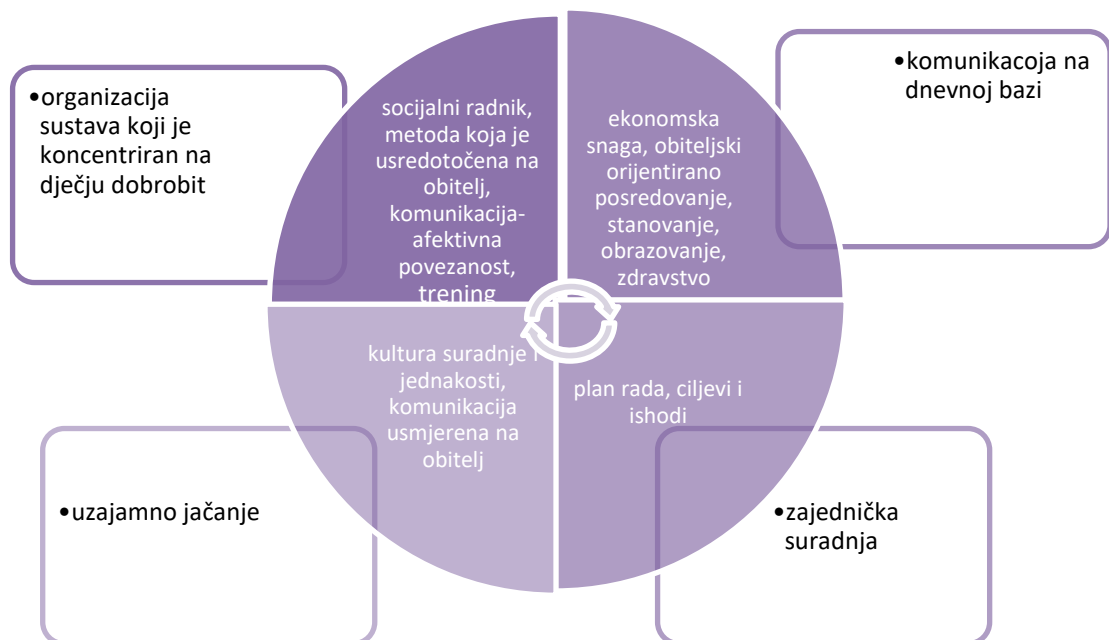 •organizacija
sustava koji je
koncentriran na
dječju dobrobit
socijalni radnik,
metoda koja je
usredotočena na
obitelj,
komunikacija-
afektivna
povezanost,
trening
ekonomska
snaga, obiteljski
orijentirano
posredovanje,
stanovanje,
obrazovanje,
zdravstvo
•komunikacoja na
dnevnoj bazi
•uzajamno jačanje
kultura suradnje i
jednakosti,
komunikacija
usmjerena na
obitelj
plan rada, ciljevi i
ishodi
•zajednička
suradnja